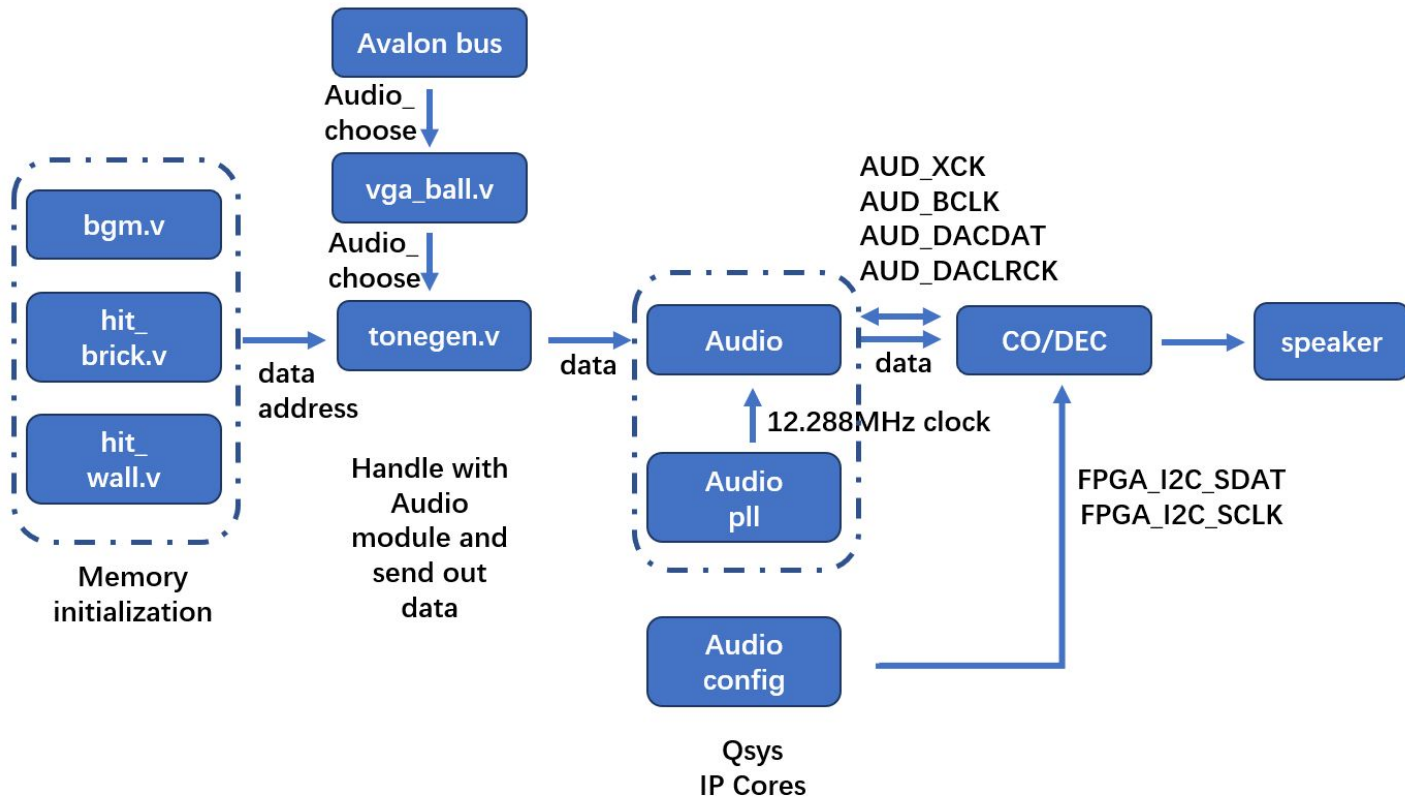 Avalon bus
Audio_
choose
vga_ball.v
Audio_
choose
tonegen.v
bgm.v
hit_
brick.v
hit_
wall.v
Memory
initialization
data
address
Handle with
Audio
module and
send out
data
data
Audio
12.288MHz clock
Audio
pll
Audio
config
Qsys
IP Cores
AUD_XCK
AUD_BCLK
AUD_DACDAT
AUD_DACLRCK
data
CO/DEC
speaker
FPGA_I2C_SDAT
FPGA_I2C_SCLK